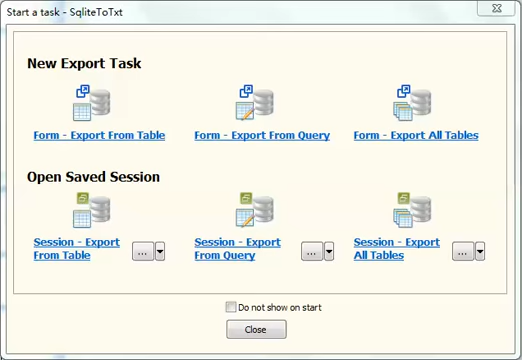 Start a task - SqliteToTxt
New Export Task
Form - Export From Table
Form - Export From Query
Form - Export All Tables
Open Saved Session
Session - Export
From Table
...
Session - Export
From Query
...
Session - Export
All Tables
...
Do not show on start
Close